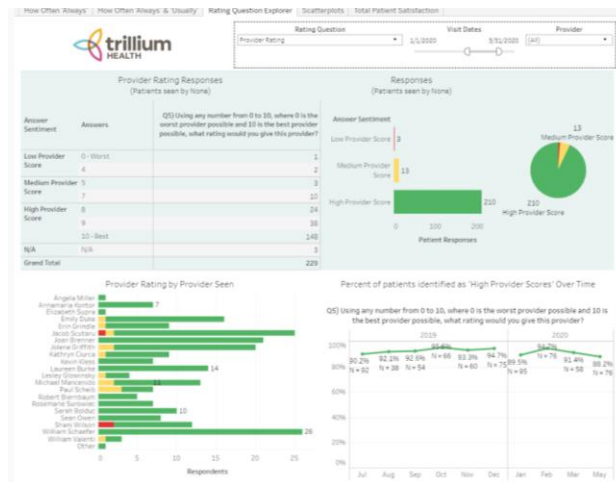 How Often 'Always' How Often 'Always' & 'Usually' Rating Question Explorer Scatterplots Total Patient Satisfaction
trillium
HEALTH
Rating Question Visit Dates Provider
Provider Rating 1/1/2020 5/31/2020 (All)
Provider Rating Responses
(Patients seen by None)
Answer Sentiment Answers Q5) Using any number from 0 to 10, where 0 is the worst provider possible and 10 is the best provider possible, what rating would you give this provider?
Low Provider Score 0 - Worst 1
4 2
Medium Provider Score 5 3
7 10
High Provider Score 8 24
9 38
10 - Best 148
N/A N/A 3
Grand Total 229
Responses
(Patients seen by None)
Answer Sentiment
Low Provider Score 3
Medium Provider Score 13
High Provider Score 210
0 100 200
Patient Responses
13
Medium Provider Score
210
High Provider Score
Provider Rating by Provider Seen
Angela Miller
Annemarie Kontor 7
Elizabeth Supra
Emily Duke
Erin Grindle
Jacob Scutaru
Joan Brenner
Jolene Griffith
Kathryn Ciurca
Kevin Kless
Laureen Burke 14
Lesley Glowinsky
Michael Mancenido 11
Paul Scheib
Robert Biernbaum
Rosemarie Surowiec
Sarah Bolduc 10
Sean Owen
Sheri Wilson
William Schaefer 26
William Valenti
Other
0 5 10 15 20 25
Respondents
Percent of patients identified as 'High Provider Scores' Over Time
Q5) Using any number from 0 to 10, where 0 is the worst provider possible and 10 is the best provider possible, what rating would you give this provider?
2019 2020
100%
80%
60%
40%
20%
0%
90.2% 92.1% 92.6% 93.3% 94.7% 89.5% 94.7% 91.4% 88.2%
N = 92 N = 38 N = 54 N = 66 N = 60 N = 75 N = 95 N = 76 N = 58 N = 76
Jul Aug Sep Oct Nov Dec Jan Feb Mar May